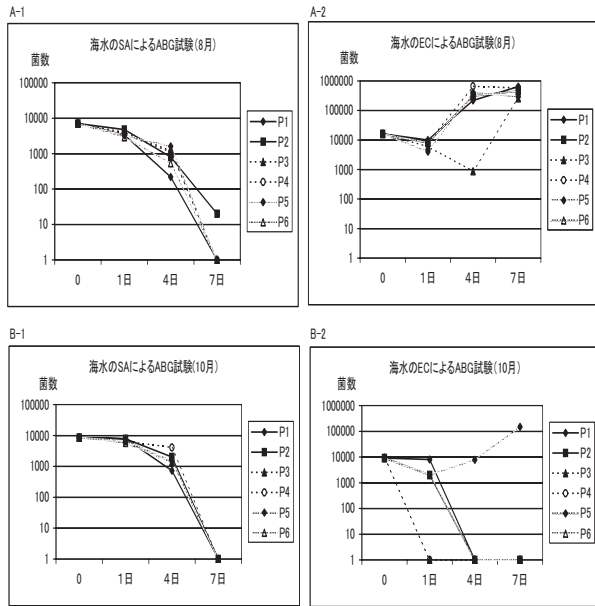 A-1
海水のSAによるABG試験(8月)
菌数
100000
10000
1000
100
10
1
0 1日 4日 7日
P1
P2
P3
P4
P5
P6
A-2
海水のECによるABG試験(8月)
菌数
1000000
100000
10000
1000
100
10
1
0 1日 4日 7日
P1
P2
P3
P4
P5
P6
B-1
海水のSAによるABG試験(10月)
菌数
100000
10000
1000
100
10
1
0 1日 4日 7日
P1
P2
P3
P4
P5
P6
B-2
海水のECによるABG試験(10月)
菌数
1000000
100000
10000
1000
100
10
1
0 1日 4日 7日
P1
P2
P3
P4
P5
P6